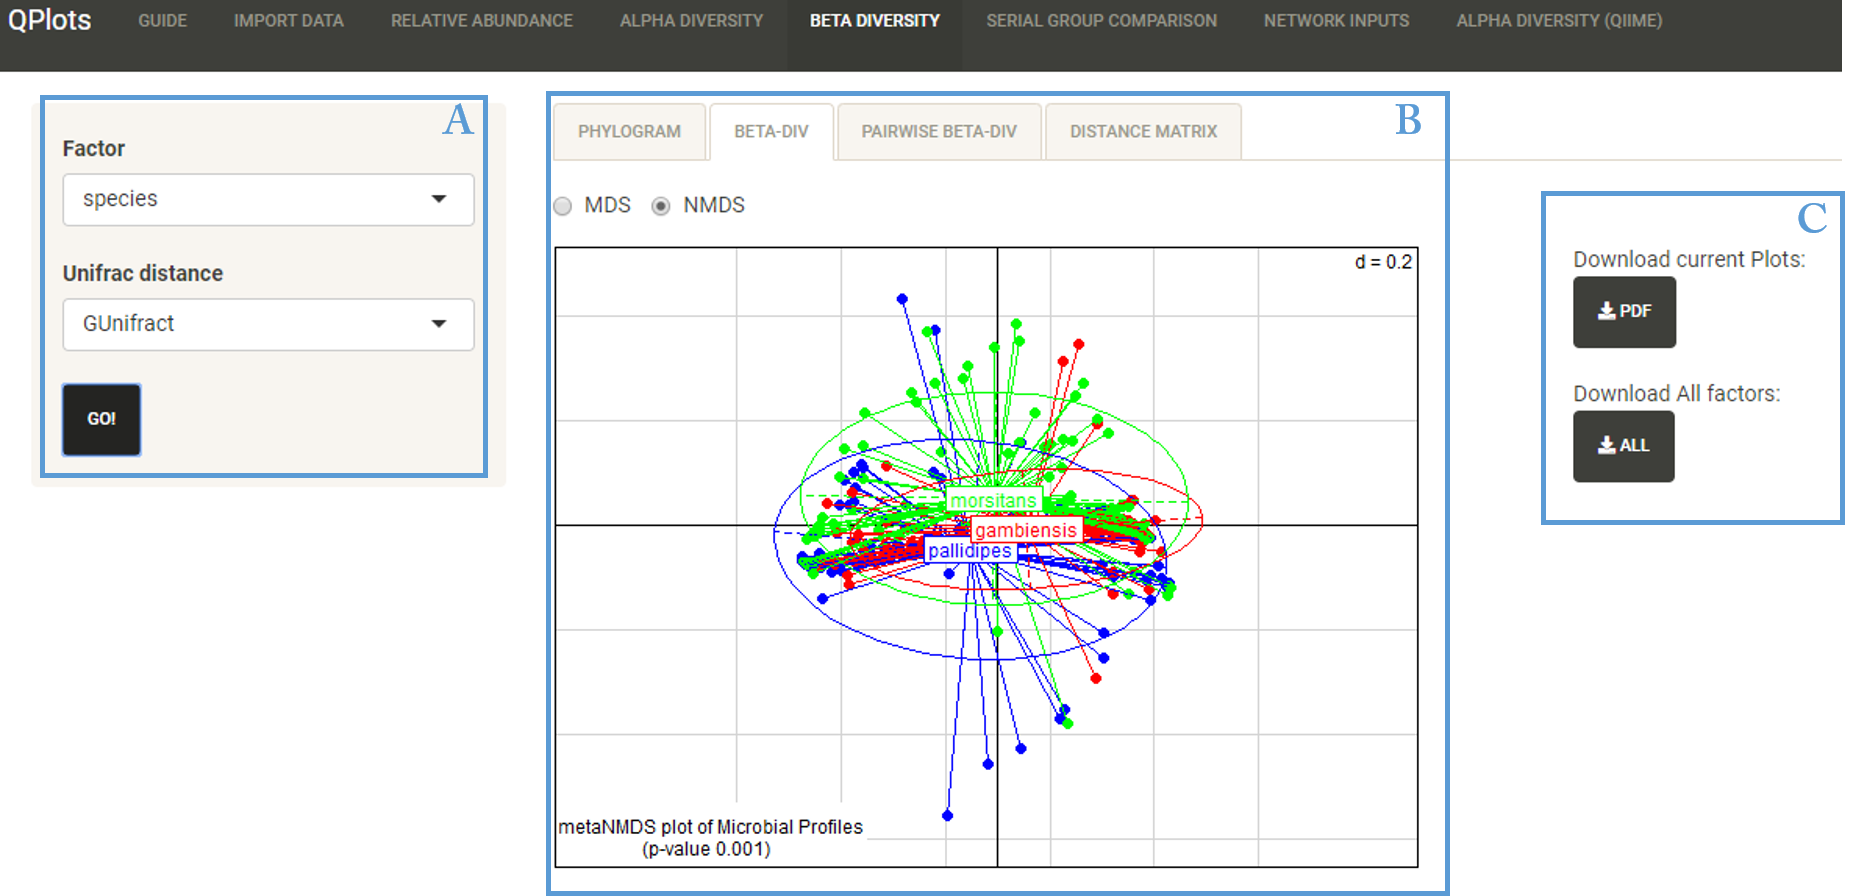 QPlots GUIDE IMPORT DATA RELATIVE ABUNDANCE ALPHA DIVERSITY BETA DIVERSITY SERIAL GROUP COMPARISON NETWORK INPUTS ALPHA DIVERSITY (QIIME)
A
Factor
species
Unifrac distance
GUnifract
GO!
B
PHYLOGRAM BETA-DIV PAIRWISE BETA-DIV DISTANCE MATRIX
MDS NMDS
d = 0.2
morsitans
gambiensis
pallidipes
metaNMDS plot of Microbial Profiles
(p-value 0.001)
C
Download current Plots:
PDF
Download All factors:
ALL